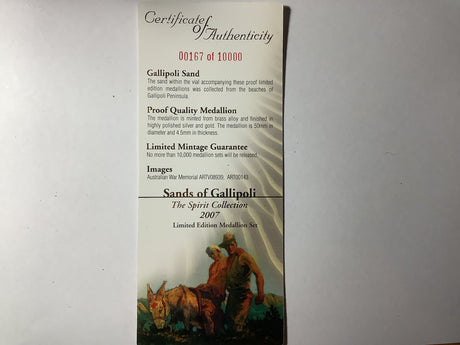 Certificate
of
Authenticity
00167 of 10000
Gallipoli Sand
The sand within the vial accompanying these proof limited
edition medallions was collected from the beaches of
Gallipoli Peninsula.
Proof Quality Medallion
The medallion is minted from brass alloy and finished in
highly polished silver and gold. The medallion is 50mm in
diameter and 4.5mm in thickness.
Limited Mintage Guarantee
No more than 10,000 medallion sets will be released.
Images
Australian War Memorial ARTV08939, ART00143
Sands of Gallipoli
The Spirit Collection
2007
Limited Edition Medallion Set